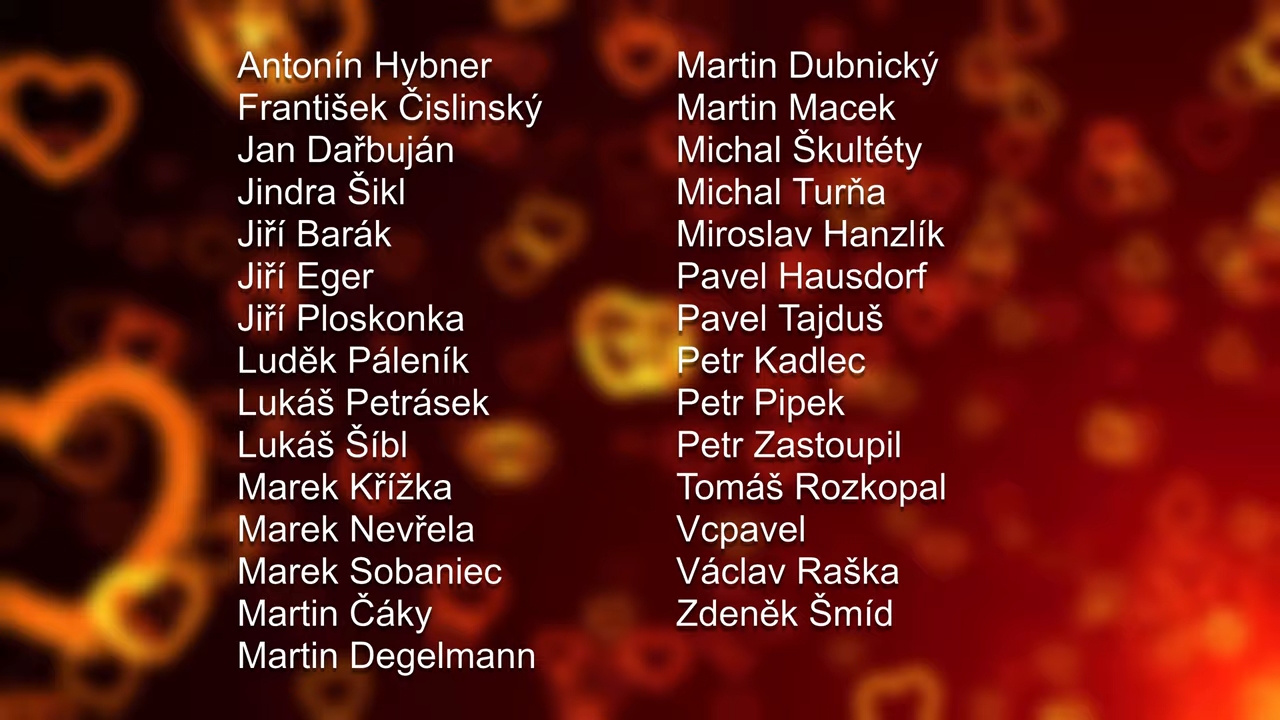 Antonín Hybner
František Čislinský
Jan Dařbuján
Jindra Šikl
Jiří Barák
Jiří Eger
Jiří Ploskonka
Luděk Páleník
Lukáš Petrásek
Lukáš Šíbl
Marek Křížka
Marek Nevřela
Marek Sobaniec
Martin Čáky
Martin Degelmann
Martin Dubnický
Martin Macek
Michal Škultéty
Michal Turňa
Miroslav Hanzlík
Pavel Hausdorf
Pavel Tajduš
Petr Kadlec
Petr Pipek
Petr Zastoupil
Tomáš Rozkopal
Vcpavel
Václav Raška
Zdeněk Šmíd